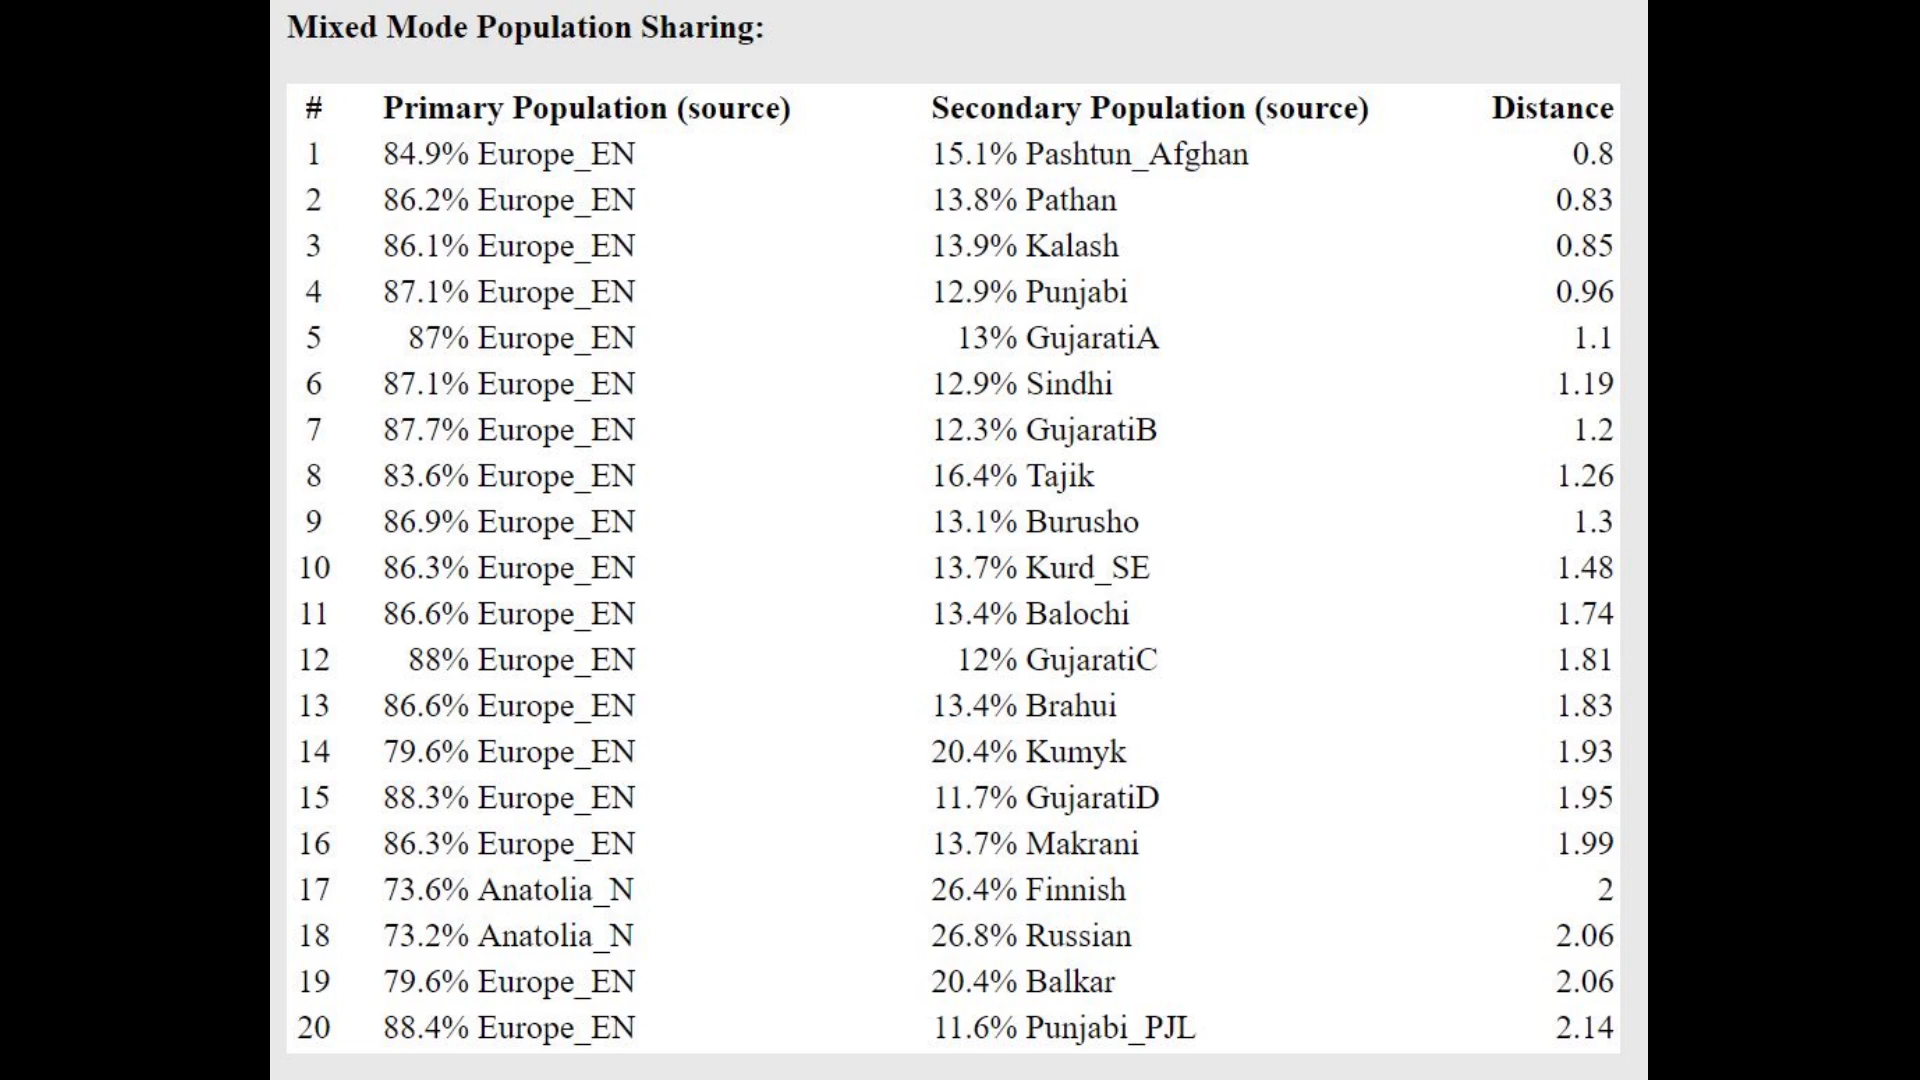 Mixed Mode Population Sharing:
# Primary Population (source) Secondary Population (source) Distance
1 84.9% Europe_EN 15.1% Pashtun_Afghan 0.8
2 86.2% Europe_EN 13.8% Pathan 0.83
3 86.1% Europe_EN 13.9% Kalash 0.85
4 87.1% Europe_EN 12.9% Punjabi 0.96
5 87% Europe_EN 13% GujaratiA 1.1
6 87.1% Europe_EN 12.9% Sindhi 1.19
7 87.7% Europe_EN 12.3% GujaratiB 1.2
8 83.6% Europe_EN 16.4% Tajik 1.26
9 86.9% Europe_EN 13.1% Burusho 1.3
10 86.3% Europe_EN 13.7% Kurd_SE 1.48
11 86.6% Europe_EN 13.4% Balochi 1.74
12 88% Europe_EN 12% GujaratiC 1.81
13 86.6% Europe_EN 13.4% Brahui 1.83
14 79.6% Europe_EN 20.4% Kumyk 1.93
15 88.3% Europe_EN 11.7% GujaratiD 1.95
16 86.3% Europe_EN 13.7% Makrani 1.99
17 73.6% Anatolia_N 26.4% Finnish 2
18 73.2% Anatolia_N 26.8% Russian 2.06
19 79.6% Europe_EN 20.4% Balkar 2.06
20 88.4% Europe_EN 11.6% Punjabi_PJL 2.14